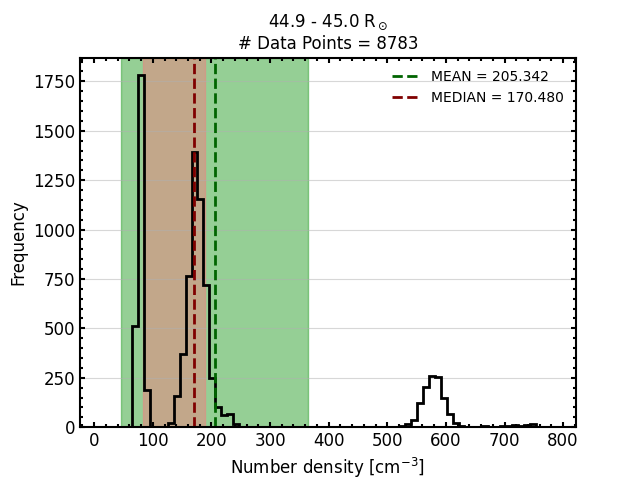 44.9 - 45.0 R⊙
# Data Points = 8783
MEAN = 205.342
MEDIAN = 170.480
Frequency
1750
1500
1250
1000
750
500
250
0
0 100 200 300 400 500 600 700 800
Number density [cm⁻³]